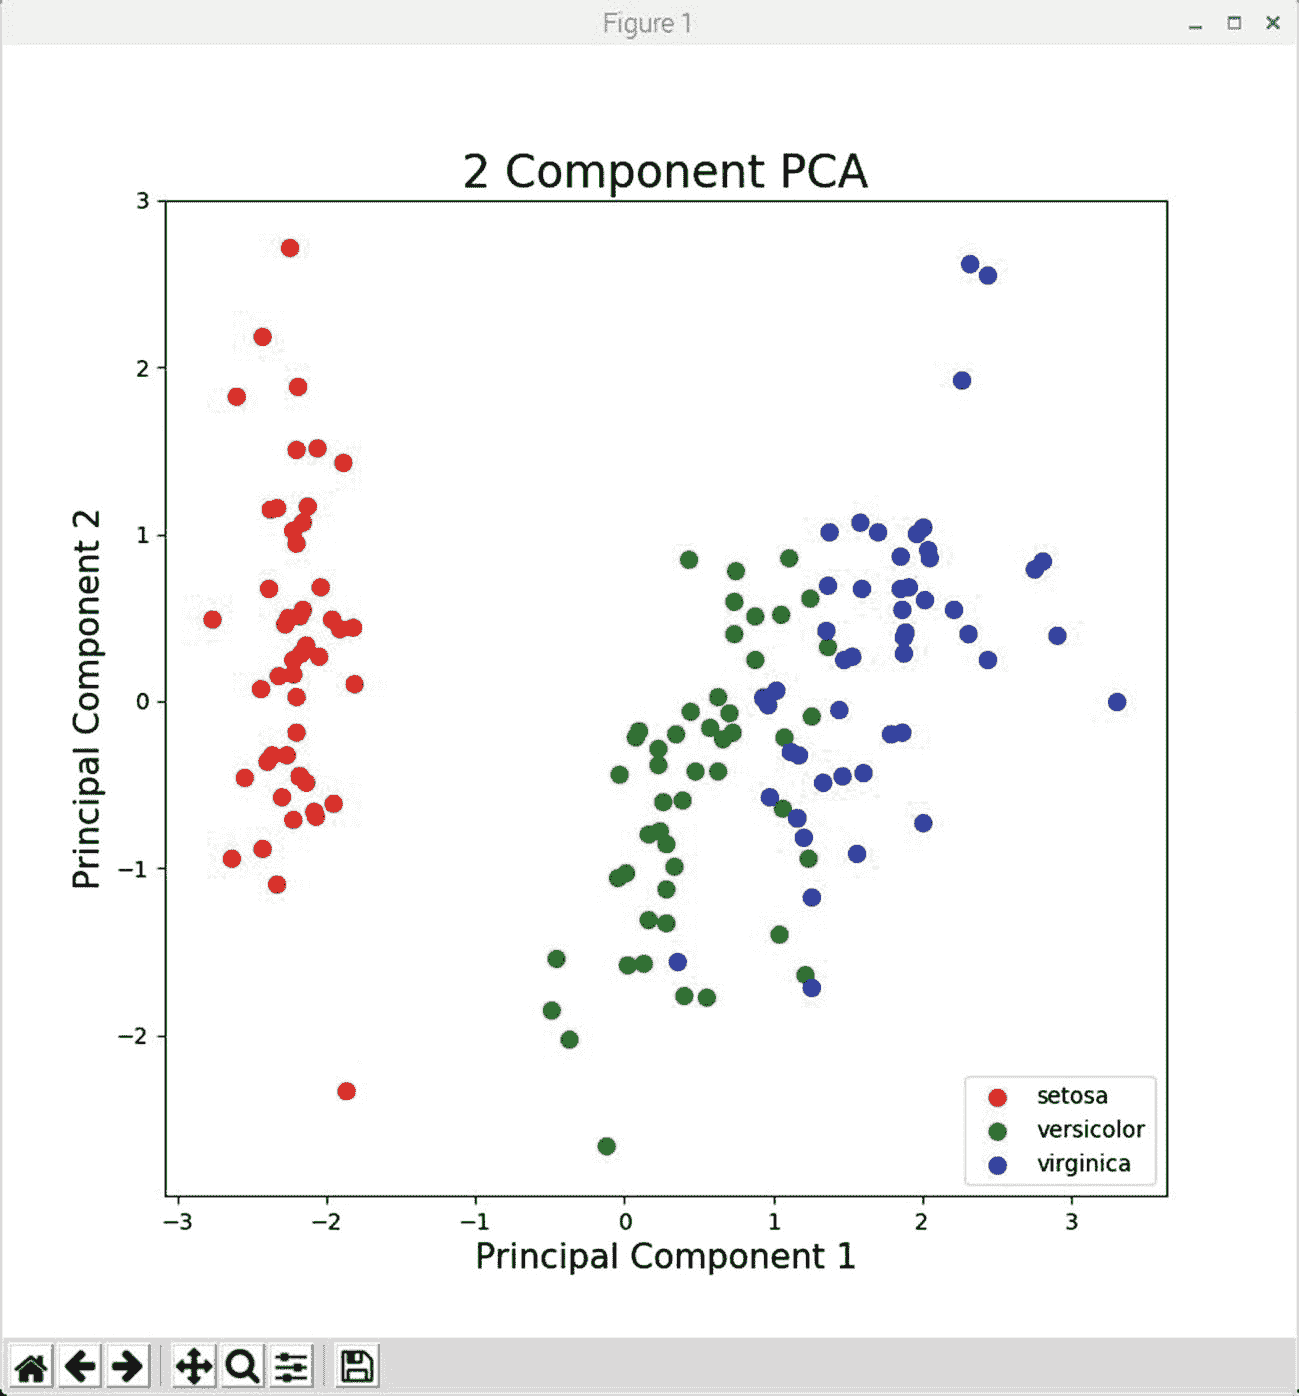 Figure 1
2 Component PCA
3
2
1
0
−1
−2
Principal Component 2
−3
−2
−1
0
1
2
3
Principal Component 1
setosa
versicolor
virginica